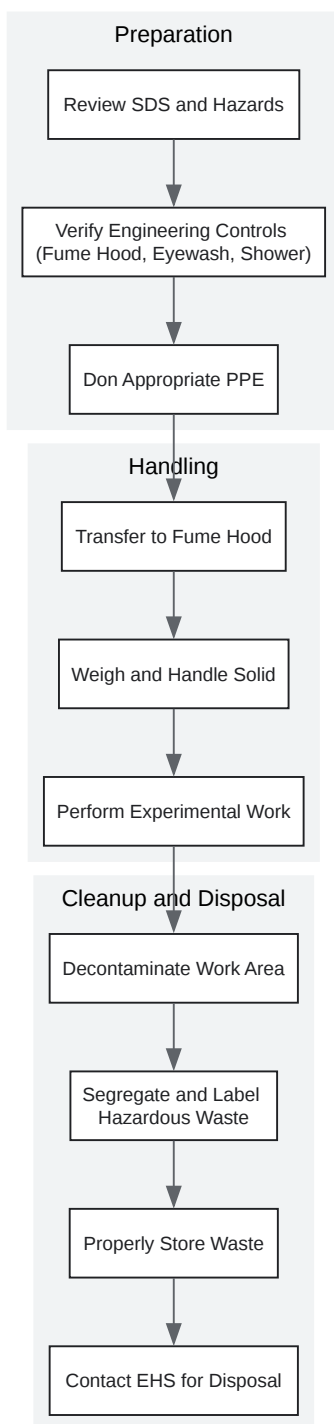 Preparation
Review SDS and Hazards
Verify Engineering Controls
(Fume Hood, Eyewash, Shower)
Don Appropriate PPE
Handling
Transfer to Fume Hood
Weigh and Handle Solid
Perform Experimental Work
Cleanup and Disposal
Decontaminate Work Area
Segregate and Label
Hazardous Waste
Properly Store Waste
Contact EHS for Disposal